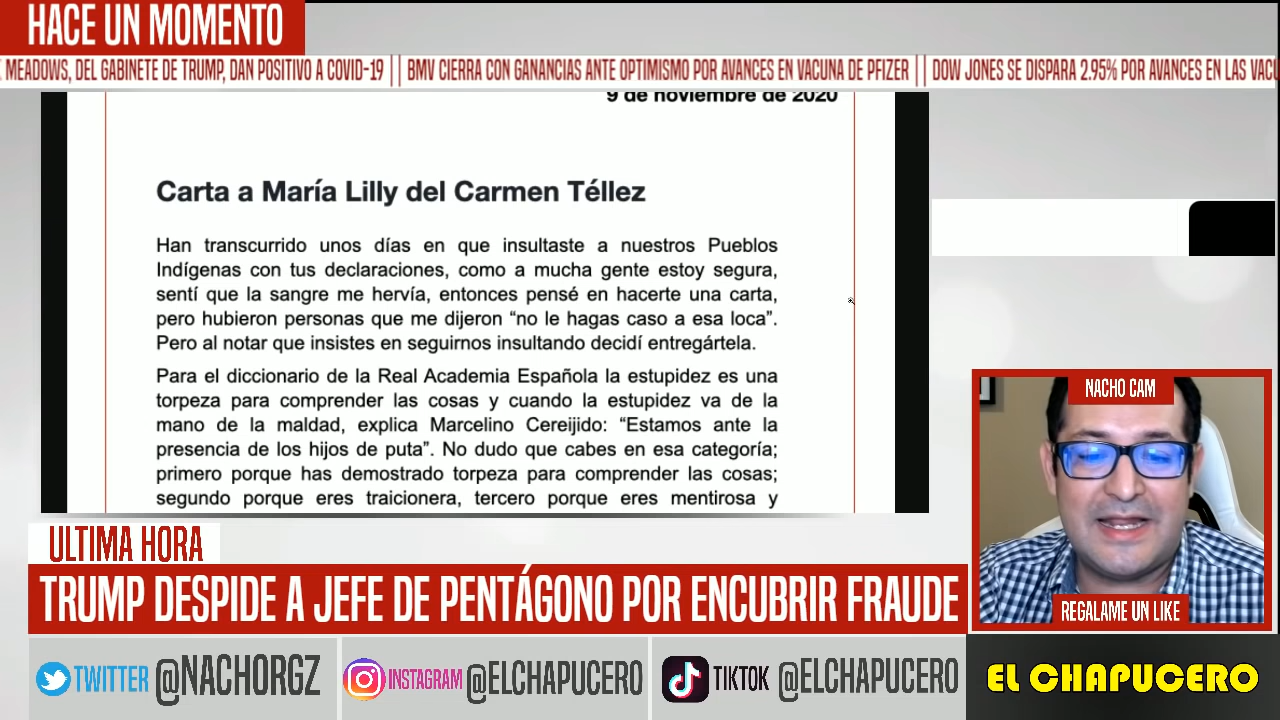 HACE UN MOMENTO
MEADOWS, DEL GABINETE DE TRUMP, DAN POSITIVO A COVID-19 || BMV CIERRA CON GANANCIAS ANTE OPTIMISMO POR AVANCES EN VACUNA DE PFIZER || DOW JONES SE DISPARA 2.95% POR AVANCES EN LAS
9 de noviembre de 2020
Carta a María Lilly del Carmen Téllez
Han transcurrido unos días en que insultaste a nuestros Pueblos
Indígenas con tus declaraciones, como a mucha gente estoy segura,
sentí que la sangre me hervía, entonces pensé en hacerte una carta,
pero hubieron personas que me dijeron “no le hagas caso a esa loca”.
Pero al notar que insistes en seguirnos insultando decidí entregártela.
Para el diccionario de la Real Academia Española la estupidez es una
torpeza para comprender las cosas y cuando la estupidez va de la
mano de la maldad, explica Marcelino Cereijido: “Estamos ante la
presencia de los hijos de puta”. No dudo que cabes en esa categoría;
primero porque has demostrado torpeza para comprender las cosas;
segundo porque eres traicionera, tercero porque eres mentirosa y
NACHO CAM
REGALAME UN LIKE
ULTIMA HORA
TRUMP DESPIDE A JEFE DE PENTÁGONO POR ENCUBRIR FRAUDE
TWITTER @NACHORGZ
INSTAGRAM @ELCHAPUCERO
TIKTOK @ELCHAPUCERO
EL CHAPUCERO